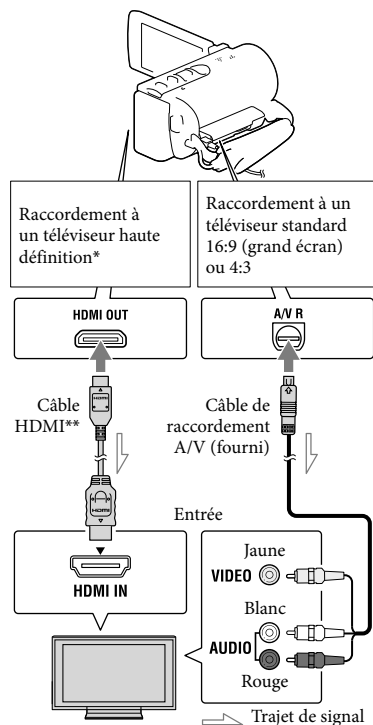 Raccordement à
un téléviseur haute
définition*
Raccordement à un
téléviseur standard
16:9 (grand écran)
ou 4:3
HDMI OUT
A/V R
Câble
HDMI**
Câble de
raccordement
A/V (fourni)
Entrée
HDMI IN
Jaune
VIDEO
Blanc
AUDIO
Rouge
Trajet de signal